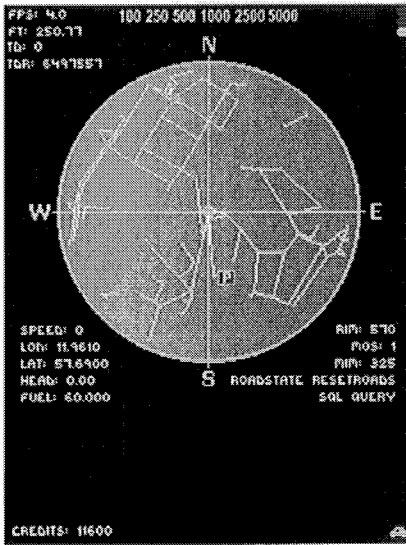 FPS: 4.0
100 250 500 1000 2500 5000
FT: 250.77
TD: 0
TDR: 6497557
N
W
E
P
S
SPEED: 0
LON: 11.9610
LAT: 57.6900
HEAD: 0.00
FUEL: 60.000
RIM: 570
MOS: 1
MIM: 325
ROADSTATE RESETROADS
SQL QUERY
CREDITS: 11600